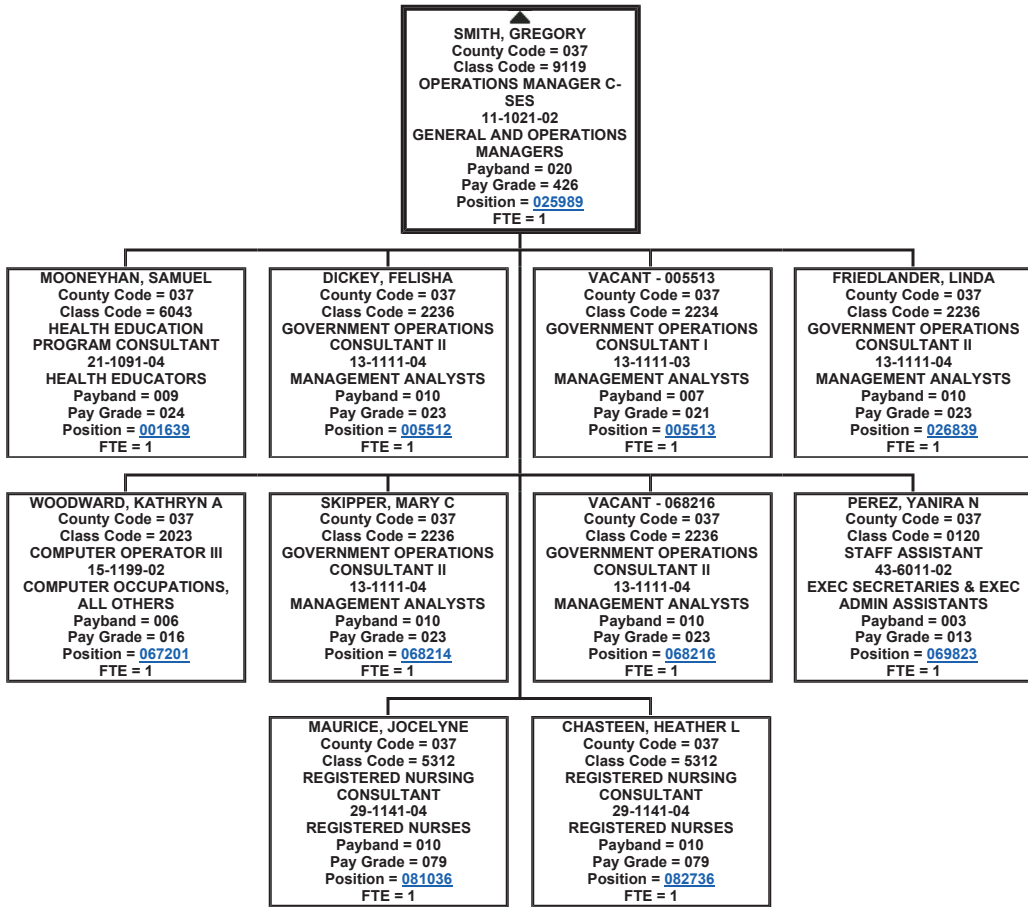 SMITH, GREGORY
County Code = 037
Class Code = 9119
OPERATIONS MANAGER C-
SES
11-1021-02
GENERAL AND OPERATIONS
MANAGERS
Payband = 020
Pay Grade = 426
Position = 025989
FTE = 1
MOONEYHAN, SAMUEL
County Code = 037
Class Code = 6043
HEALTH EDUCATION
PROGRAM CONSULTANT
21-1091-04
HEALTH EDUCATORS
Payband = 009
Pay Grade = 024
Position = 001639
FTE = 1
DICKEY, FELISHA
County Code = 037
Class Code = 2236
GOVERNMENT OPERATIONS
CONSULTANT II
13-1111-04
MANAGEMENT ANALYSTS
Payband = 010
Pay Grade = 023
Position = 005512
FTE = 1
VACANT - 005513
County Code = 037
Class Code = 2234
GOVERNMENT OPERATIONS
CONSULTANT I
13-1111-03
MANAGEMENT ANALYSTS
Payband = 007
Pay Grade = 021
Position = 005513
FTE = 1
FRIEDLANDER, LINDA
County Code = 037
Class Code = 2236
GOVERNMENT OPERATIONS
CONSULTANT II
13-1111-04
MANAGEMENT ANALYSTS
Payband = 010
Pay Grade = 023
Position = 026839
FTE = 1
WOODWARD, KATHRYN A
County Code = 037
Class Code = 2023
COMPUTER OPERATOR III
15-1199-02
COMPUTER OCCUPATIONS,
ALL OTHERS
Payband = 006
Pay Grade = 016
Position = 067201
FTE = 1
SKIPPER, MARY C
County Code = 037
Class Code = 2236
GOVERNMENT OPERATIONS
CONSULTANT II
13-1111-04
MANAGEMENT ANALYSTS
Payband = 010
Pay Grade = 023
Position = 068214
FTE = 1
VACANT - 068216
County Code = 037
Class Code = 2236
GOVERNMENT OPERATIONS
CONSULTANT II
13-1111-04
MANAGEMENT ANALYSTS
Payband = 010
Pay Grade = 023
Position = 068216
FTE = 1
PEREZ, YANIRA N
County Code = 037
Class Code = 0120
STAFF ASSISTANT
43-6011-02
EXEC SECRETARIES & EXEC
ADMIN ASSISTANTS
Payband = 003
Pay Grade = 013
Position = 069823
FTE = 1
MAURICE, JOCELYNE
County Code = 037
Class Code = 5312
REGISTERED NURSING
CONSULTANT
29-1141-04
REGISTERED NURSES
Payband = 010
Pay Grade = 079
Position = 081036
FTE = 1
CHASTEEN, HEATHER L
County Code = 037
Class Code = 5312
REGISTERED NURSING
CONSULTANT
29-1141-04
REGISTERED NURSES
Payband = 010
Pay Grade = 079
Position = 082736
FTE = 1